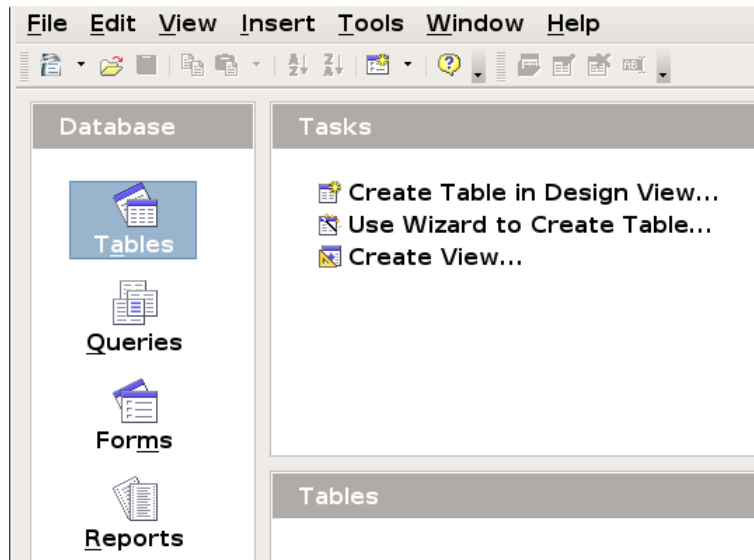 File Edit View Insert Tools Window Help
Database
Tables
Queries
Forms
Reports
Tasks
Create Table in Design View...
Use Wizard to Create Table...
Create View...
Tables